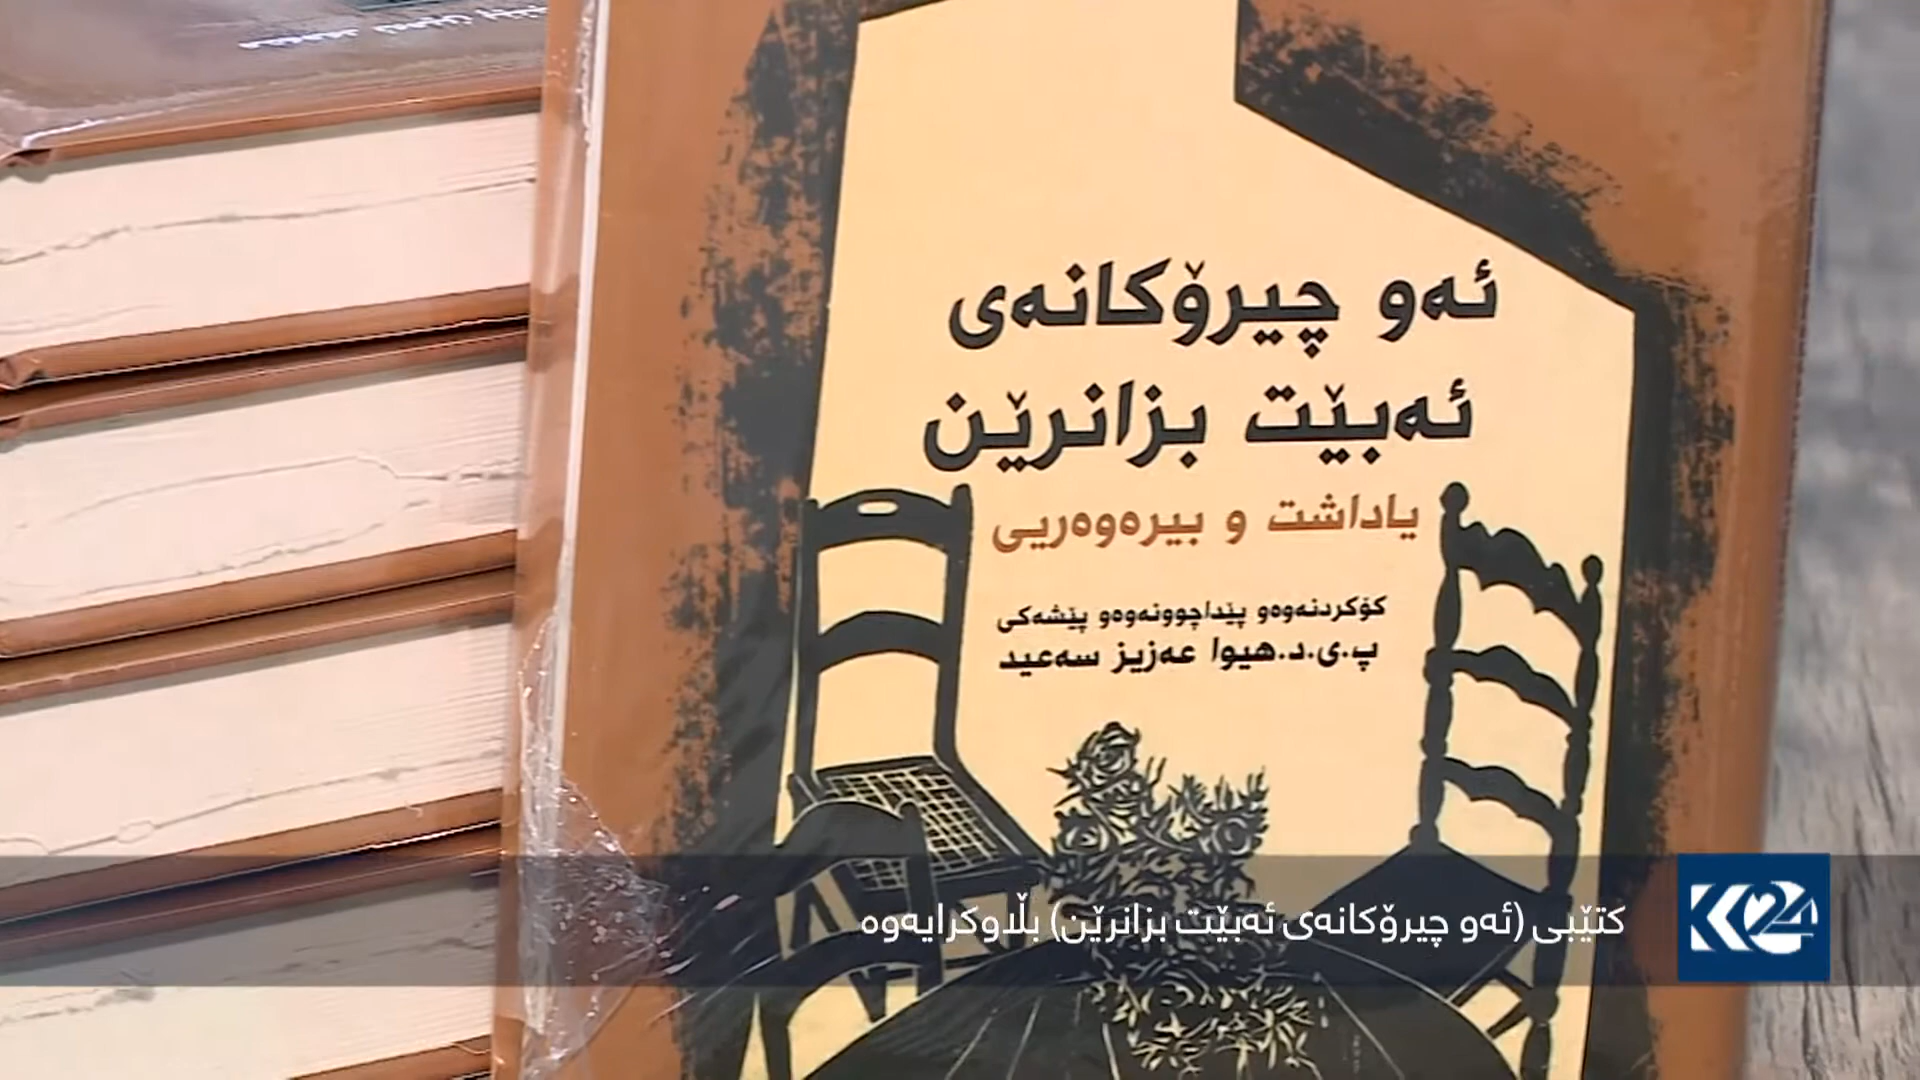 ئەو چیرۆکانەی
ئەبێت بزانرێن
یاداشت و بیرەوەریی
کۆکردنەوەو پێداچوونەوەو پێشەکی
پ.ی.د.هیوا عەزیز سەعید
کتێبی (ئەو چیرۆکانەی ئەبێت بزانرێن) بڵاوکرایەوە
K24